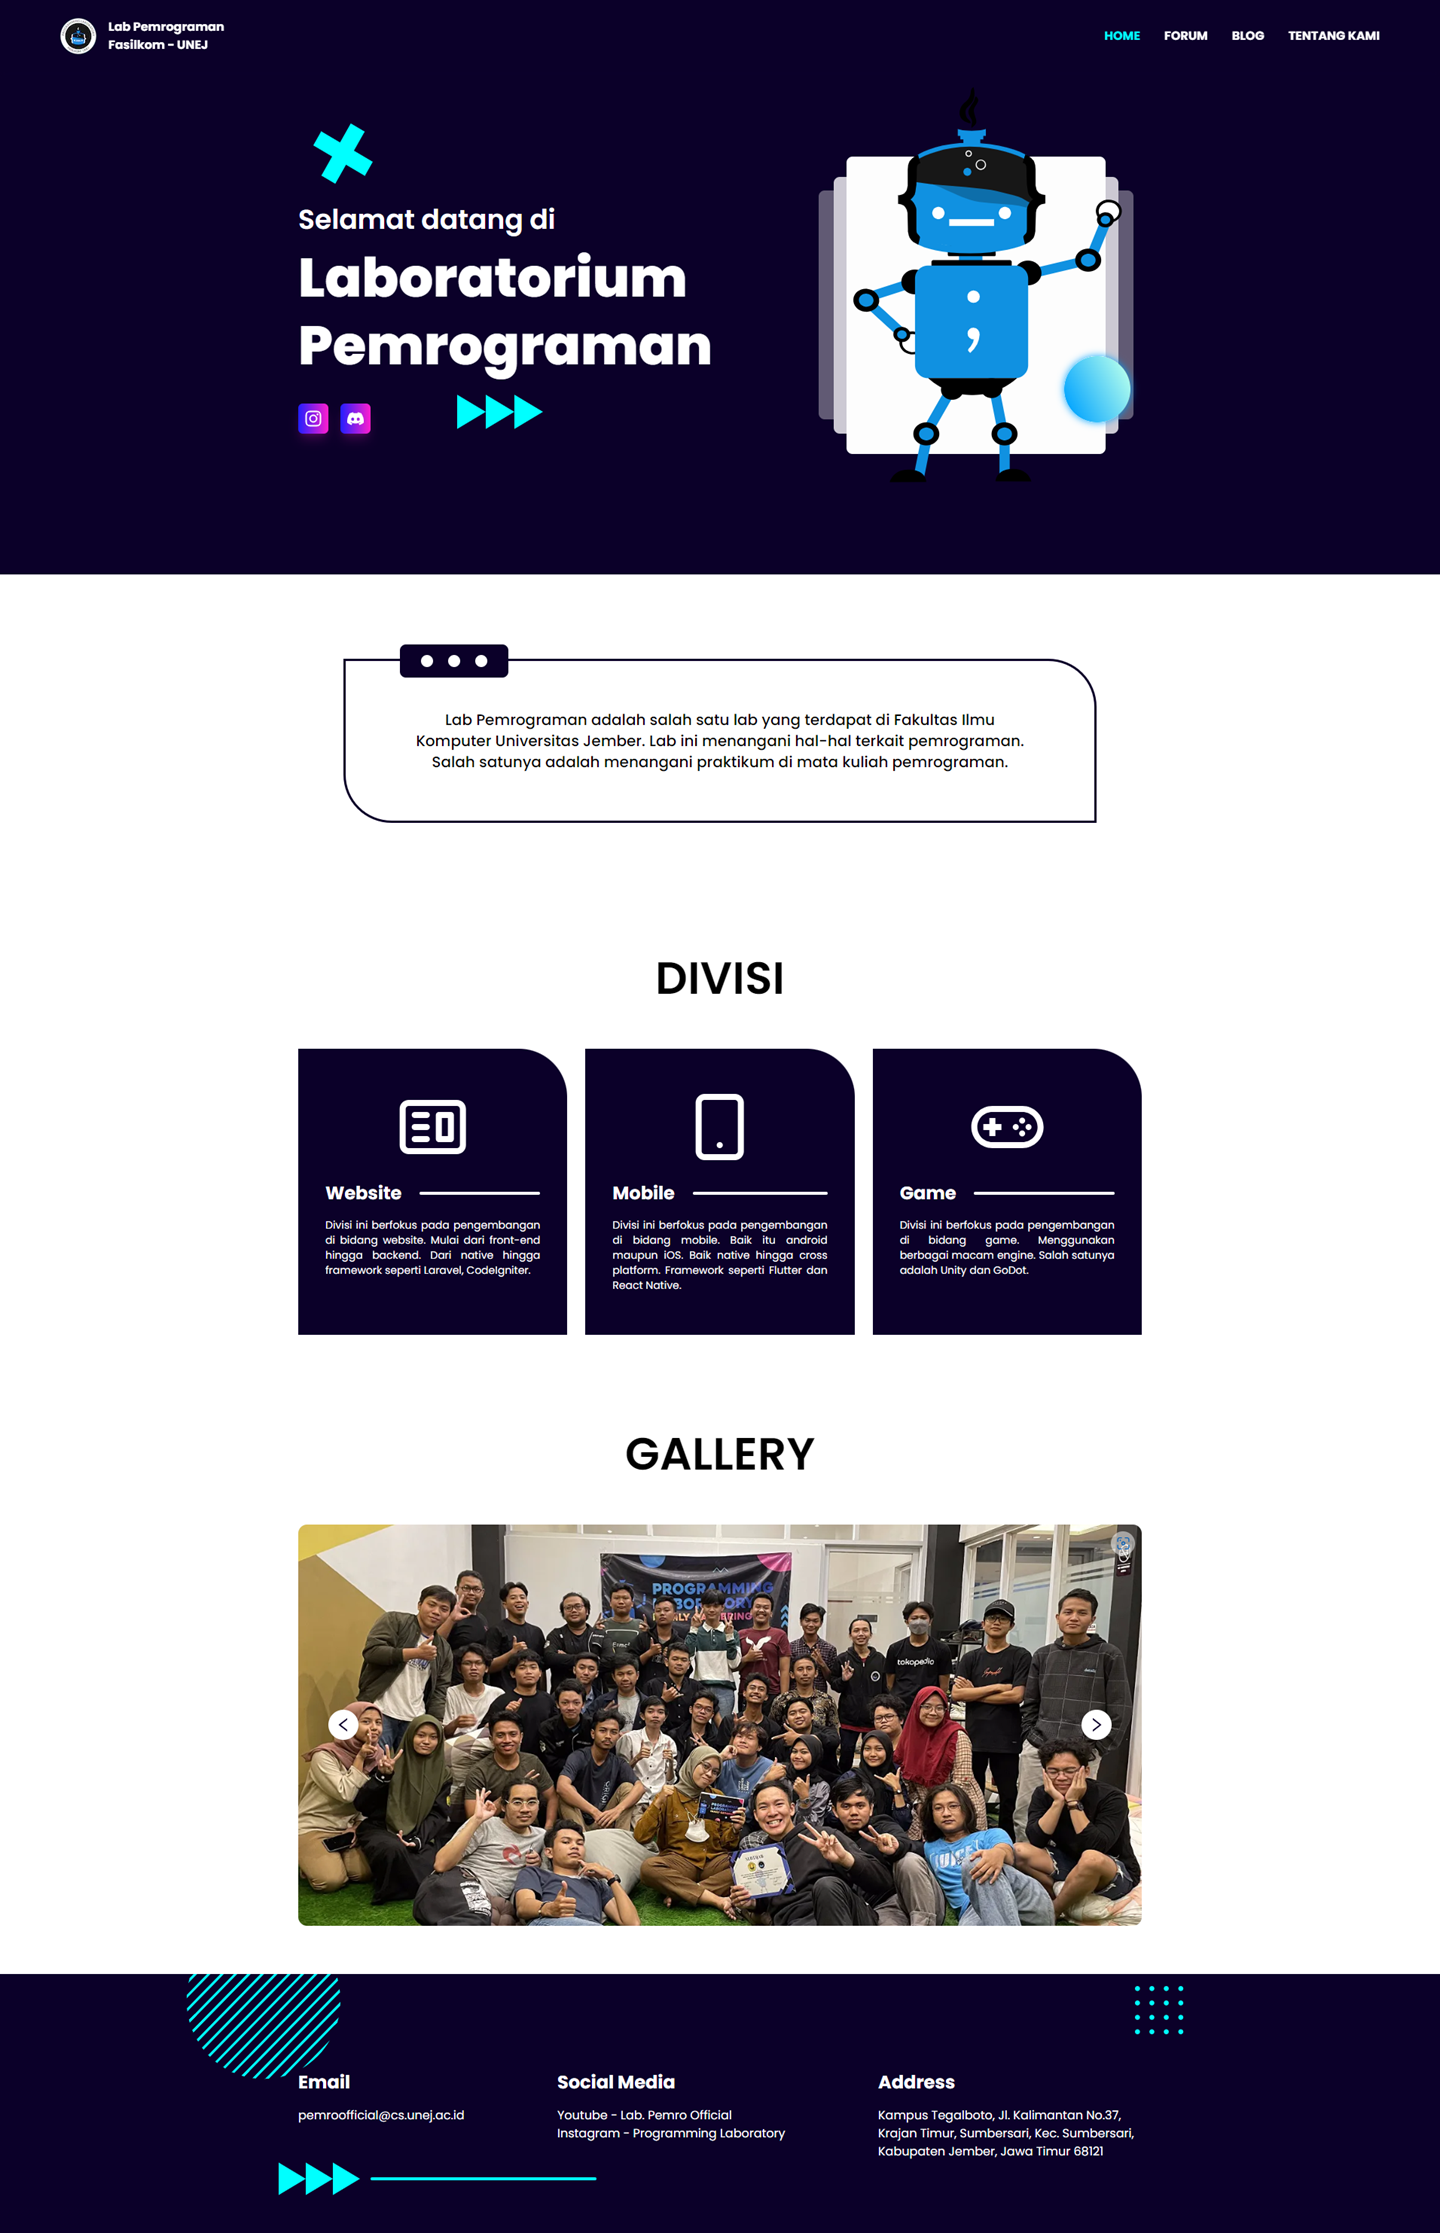 Lab Pemrograman
Fasilkom - UNEJ
HOME
FORUM
BLOG
TENTANG KAMI
Selamat datang di
Laboratorium
Pemrograman
;
Lab Pemrograman adalah salah satu lab yang terdapat di Fakultas Ilmu
Komputer Universitas Jember. Lab ini menangani hal-hal terkait pemrograman.
Salah satunya adalah menangani praktikum di mata kuliah pemrograman.
DIVISI
Website
Divisi ini berfokus pada pengembangan
di bidang website. Mulai dari front-end
hingga backend. Dari native hingga
framework seperti Laravel, CodeIgniter.
Mobile
Divisi ini berfokus pada pengembangan
di bidang mobile. Baik itu android
maupun iOS. Baik native hingga cross
platform. Framework seperti Flutter dan
React Native.
Game
Divisi ini berfokus pada pengembangan
di bidang game. Menggunakan
berbagai macam engine. Salah satunya
adalah Unity dan GoDot.
GALLERY
PROGRAMMING
tokopedia
Email
pemroofficial@cs.unej.ac.id
Social Media
Youtube - Lab. Pemro Official
Instagram - Programming Laboratory
Address
Kampus Tegalboto, Jl. Kalimantan No.37,
Krajan Timur, Sumbersari, Kec. Sumbersari,
Kabupaten Jember, Jawa Timur 68121